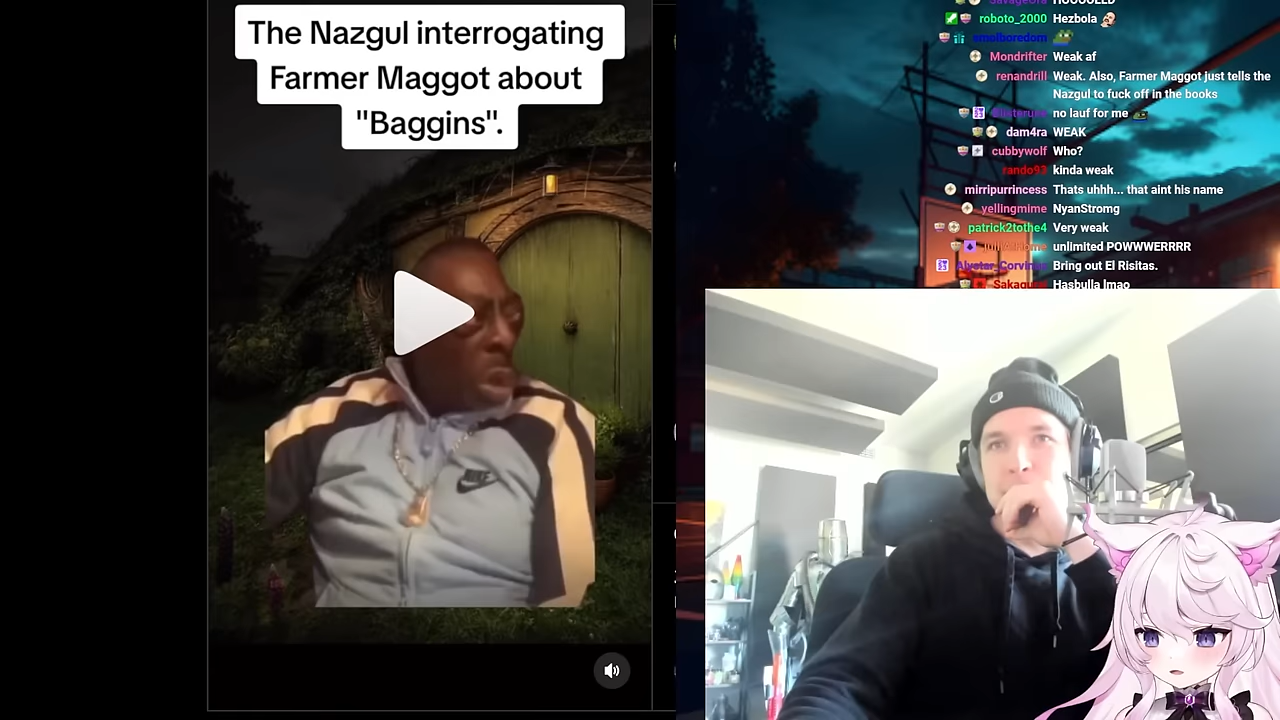 The Nazgul interrogating
Farmer Maggot about
"Baggins".
roboto_2000 Hezbola
smolboredom
Mondrifter Weak af
renandrill Weak. Also, Farmer Maggot just tells the
Nazgul to fuck off in the books
no lauf for me
dam4ra WEAK
cubbywolf Who?
rando93 kinda weak
mirripurrincess Thats uhhh... that aint his name
yellingmime NyanStromg
patrick2tothe4 Very weak
unlimited POWWWERRRR
Bring out El Risitas.
Hasbulla lmao